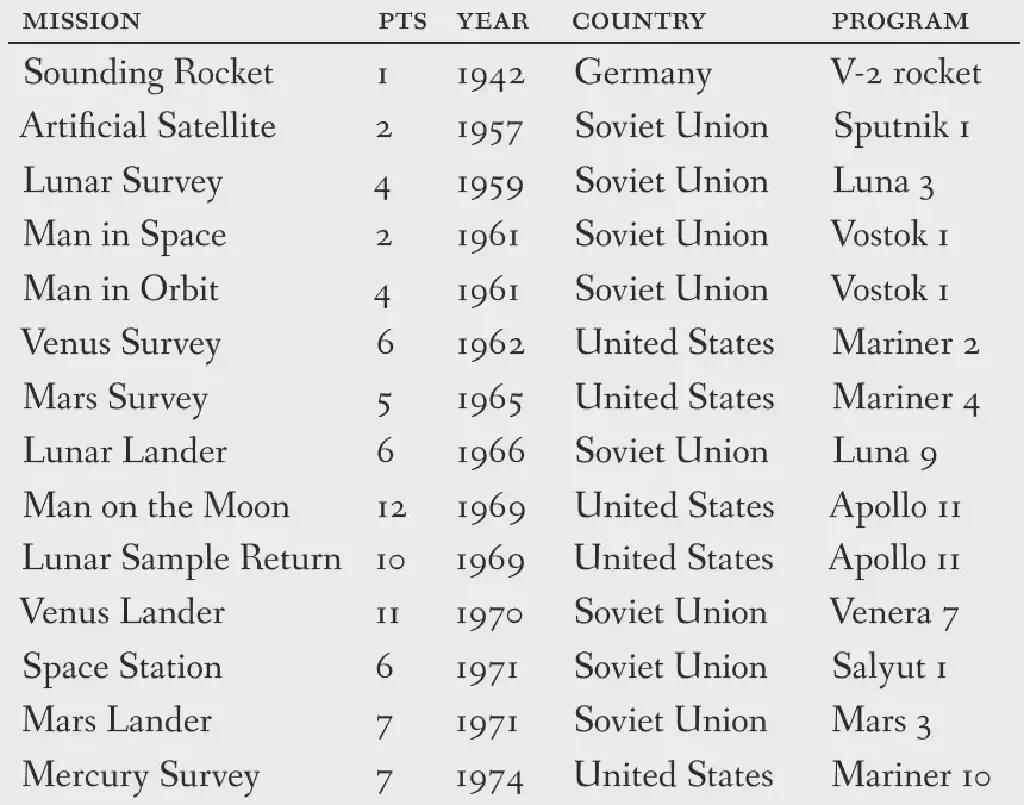 MISSION PTS YEAR COUNTRY PROGRAM
Sounding Rocket 1 1942 Germany V-2 rocket
Artificial Satellite 2 1957 Soviet Union Sputnik 1
Lunar Survey 4 1959 Soviet Union Luna 3
Man in Space 2 1961 Soviet Union Vostok 1
Man in Orbit 4 1961 Soviet Union Vostok 1
Venus Survey 6 1962 United States Mariner 2
Mars Survey 5 1965 United States Mariner 4
Lunar Lander 6 1966 Soviet Union Luna 9
Man on the Moon 12 1969 United States Apollo 11
Lunar Sample Return 10 1969 United States Apollo 11
Venus Lander 11 1970 Soviet Union Venera 7
Space Station 6 1971 Soviet Union Salyut 1
Mars Lander 7 1971 Soviet Union Mars 3
Mercury Survey 7 1974 United States Mariner 10